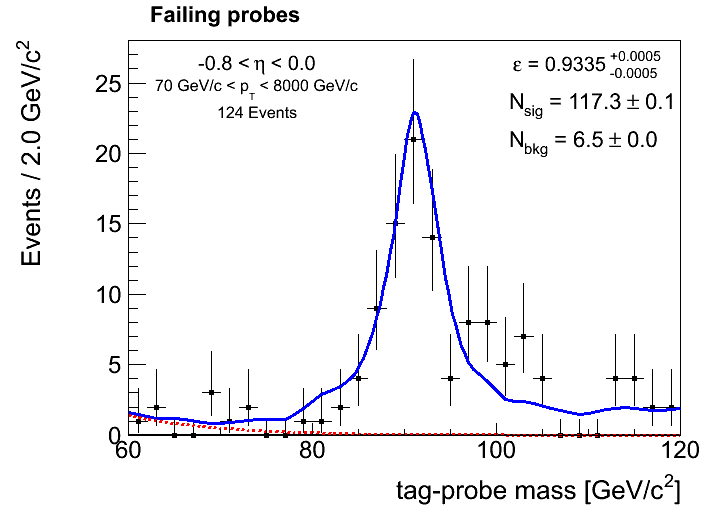 Failing probes
Events / 2.0 GeV/c²
-0.8 < η < 0.0
70 GeV/c < p_T < 8000 GeV/c
124 Events
ε = 0.9335 +0.0005 -0.0005
N_sig = 117.3 ± 0.1
N_bkg = 6.5 ± 0.0
25
20
15
10
5
0
60 80 100 120
tag-probe mass [GeV/c²]